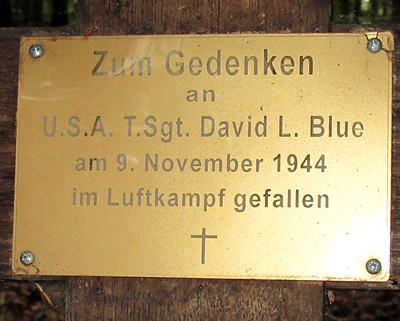 Zum Gedenken
an
U.S.A. T.Sgt. David L. Blue
am 9. November 1944
im Luftkampf gefallen